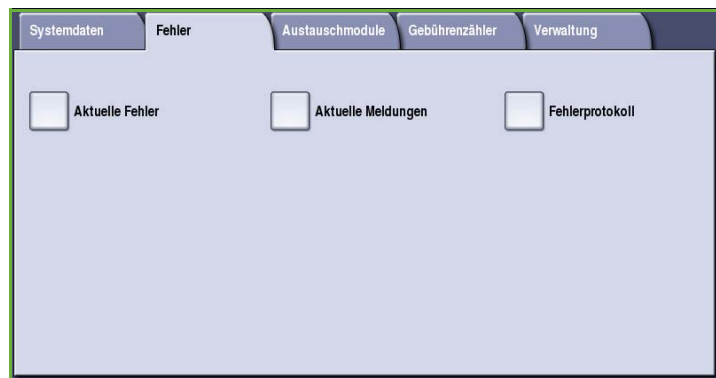 Systemdaten Fehler Austauschmodule Gebührenzähler Verwaltung
Aktuelle Fehler Aktuelle Meldungen Fehlerprotokoll